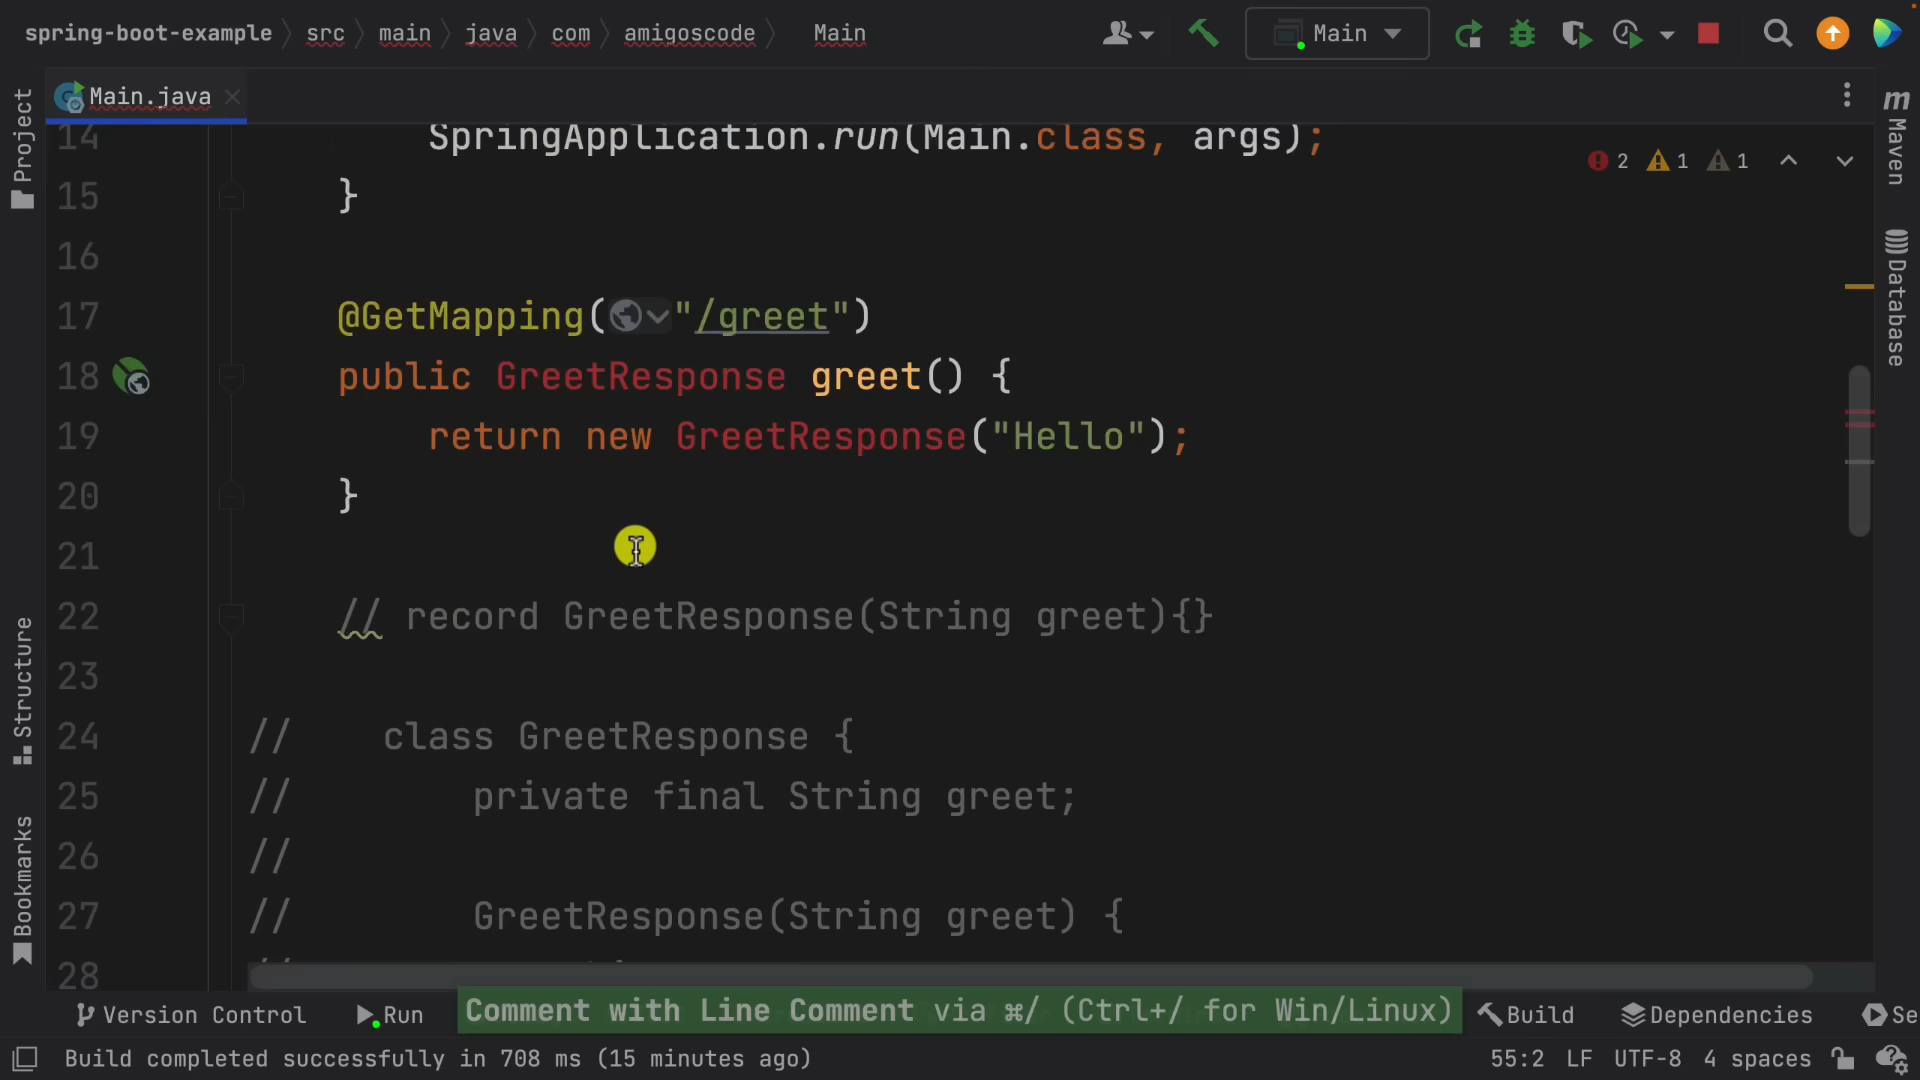 spring-boot-example src main java com amigoscode Main
Main
Main.java
14 SpringApplication.run(Main.class, args);
2 1 1
15 }
16
17 @GetMapping("/greet")
18 public GreetResponse greet() {
19 return new GreetResponse("Hello");
20 }
21
22 // record GreetResponse(String greet){}
23
24 // class GreetResponse {
25 // private final String greet;
26 //
27 // GreetResponse(String greet) {
28
Project
Structure
Bookmarks
m Maven
Database
Version Control Run Comment with Line Comment via ⌘/ (Ctrl+/ for Win/Linux) Build Dependencies Se
Build completed successfully in 708 ms (15 minutes ago) 55:2 LF UTF-8 4 spaces